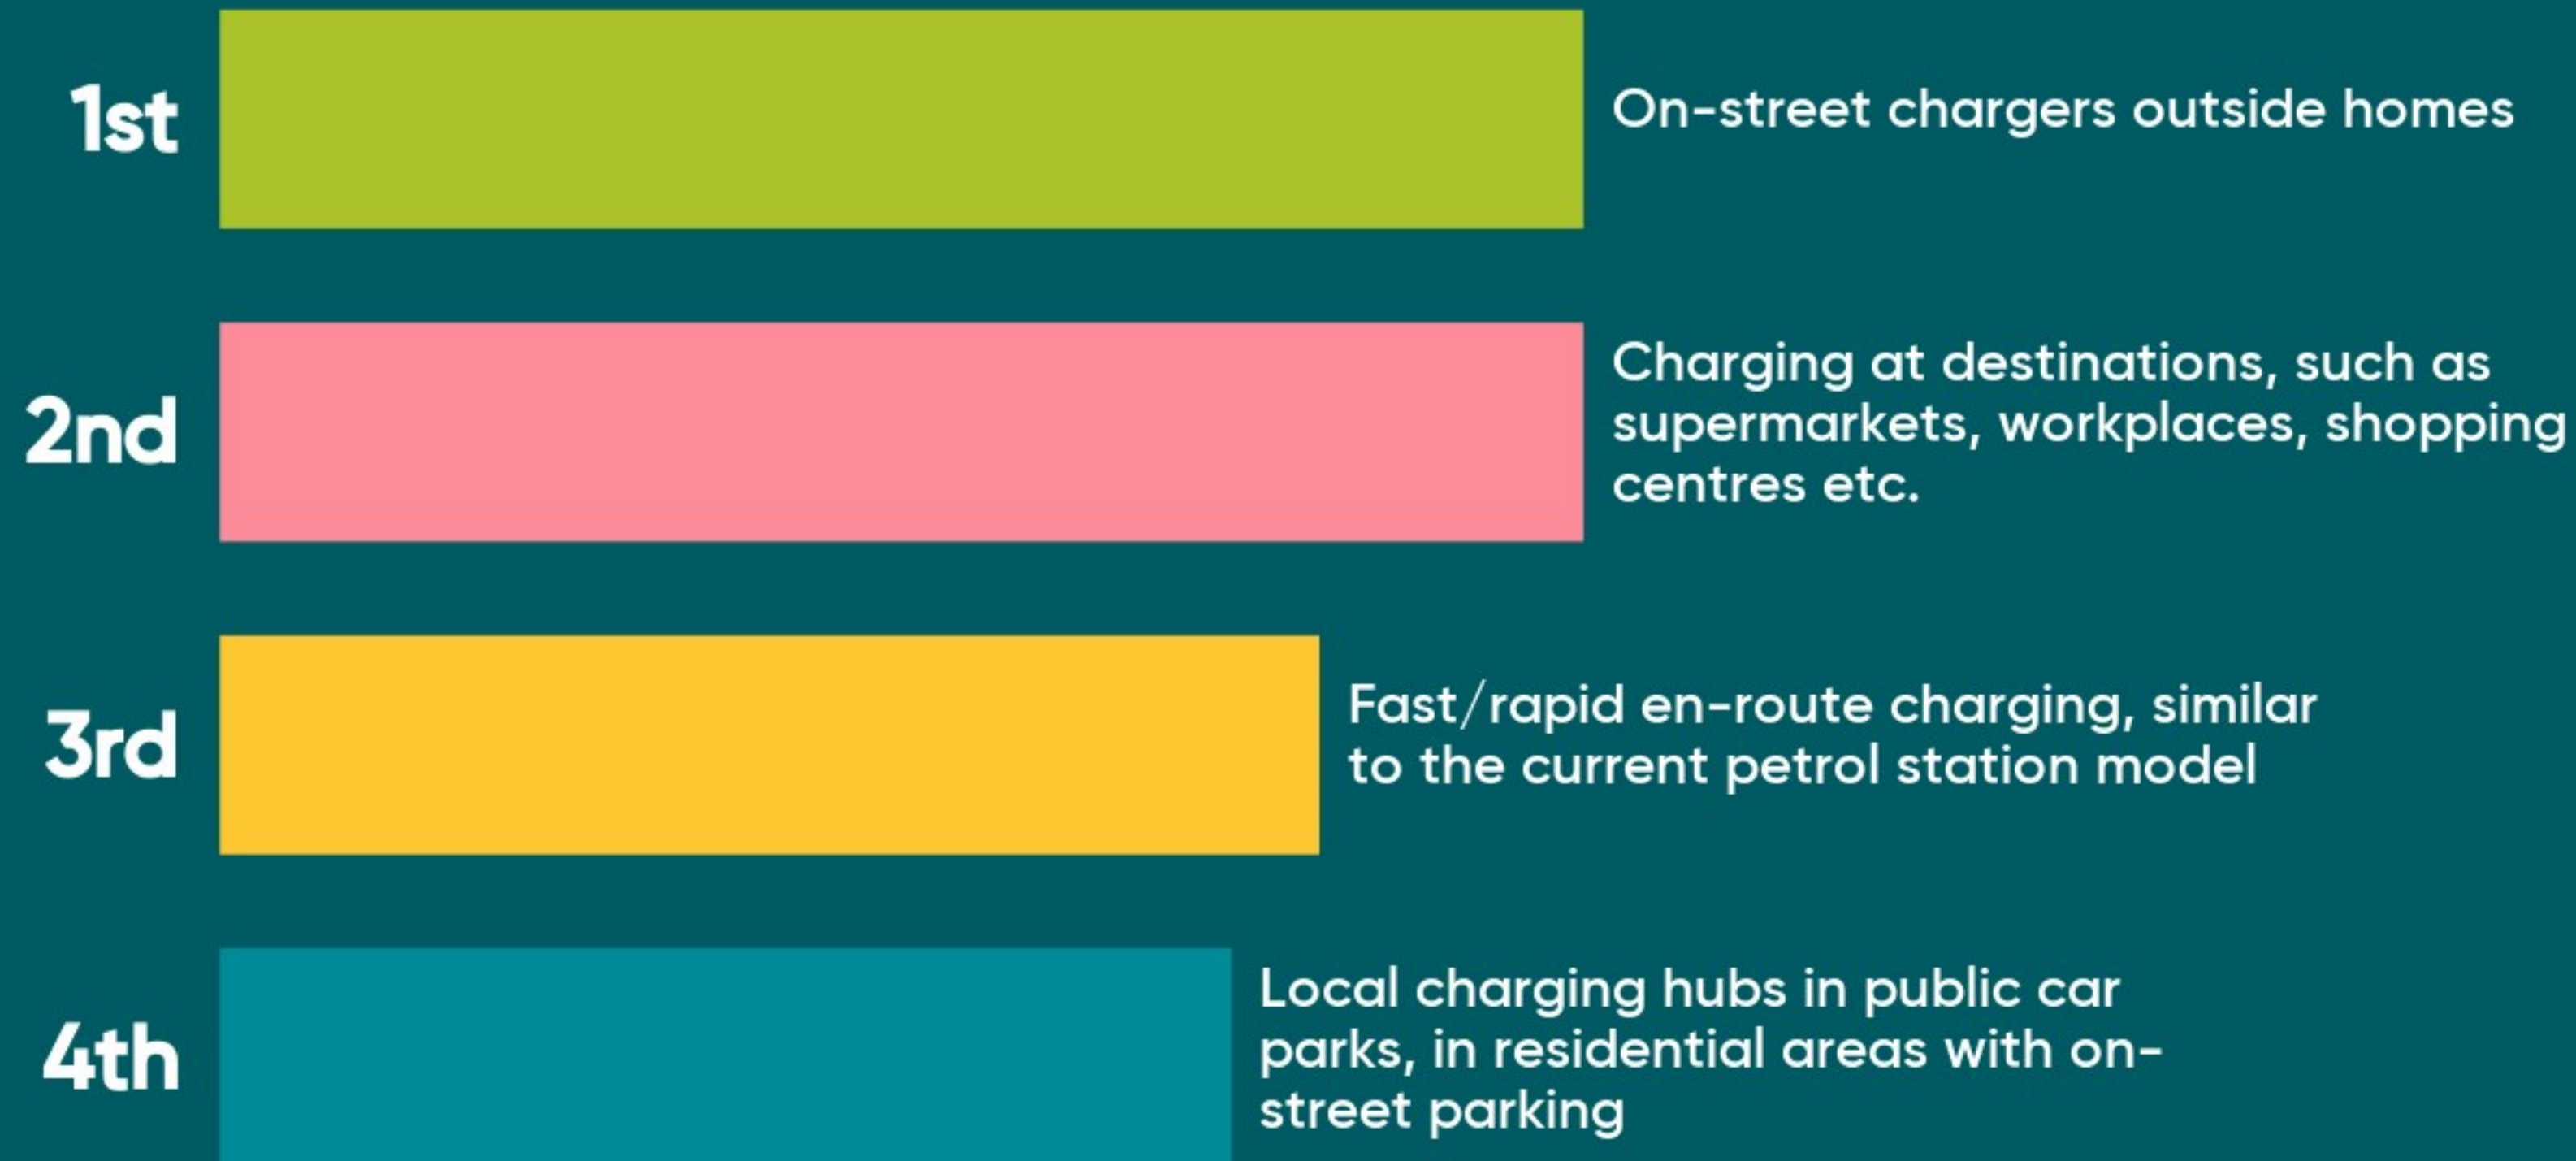 1st
On-street chargers outside homes
2nd
Charging at destinations, such as
supermarkets, workplaces, shopping
centres etc.
3rd
Fast/rapid en-route charging, similar
to the current petrol station model
4th
Local charging hubs in public car
parks, in residential areas with on-
street parking